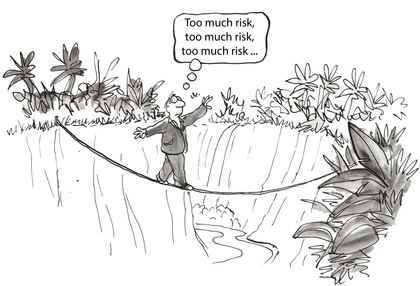 Too much risk,
too much risk,
too much risk ...